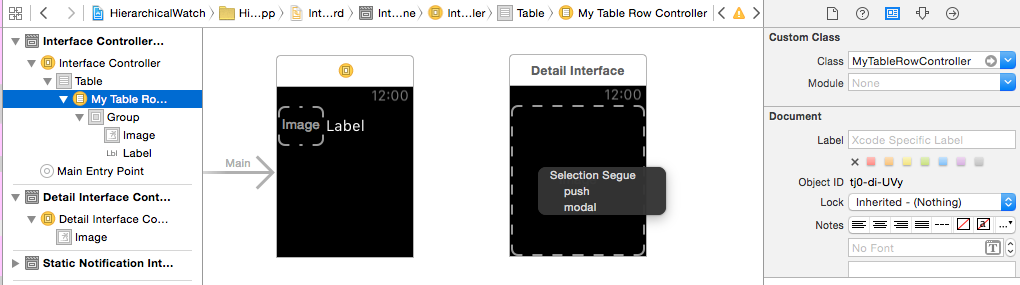 HierarchicalWatch
Hi...pp
Int...rd
Int...ne
Int...ler
Table
My Table Row Controller
Interface Controller...
Interface Controller
Table
My Table Ro...
Group
Image
Lbl Label
Main Entry Point
Detail Interface Cont...
Detail Interface Co...
Image
Static Notification Int...
Main
12:00
Image Label
Detail Interface
12:00
Selection Segue
push
modal
Custom Class
Class MyTableRowController
Module None
Document
Label Xcode Specific Label
Object ID tj0-di-UVy
Lock Inherited - (Nothing)
Notes
No Font